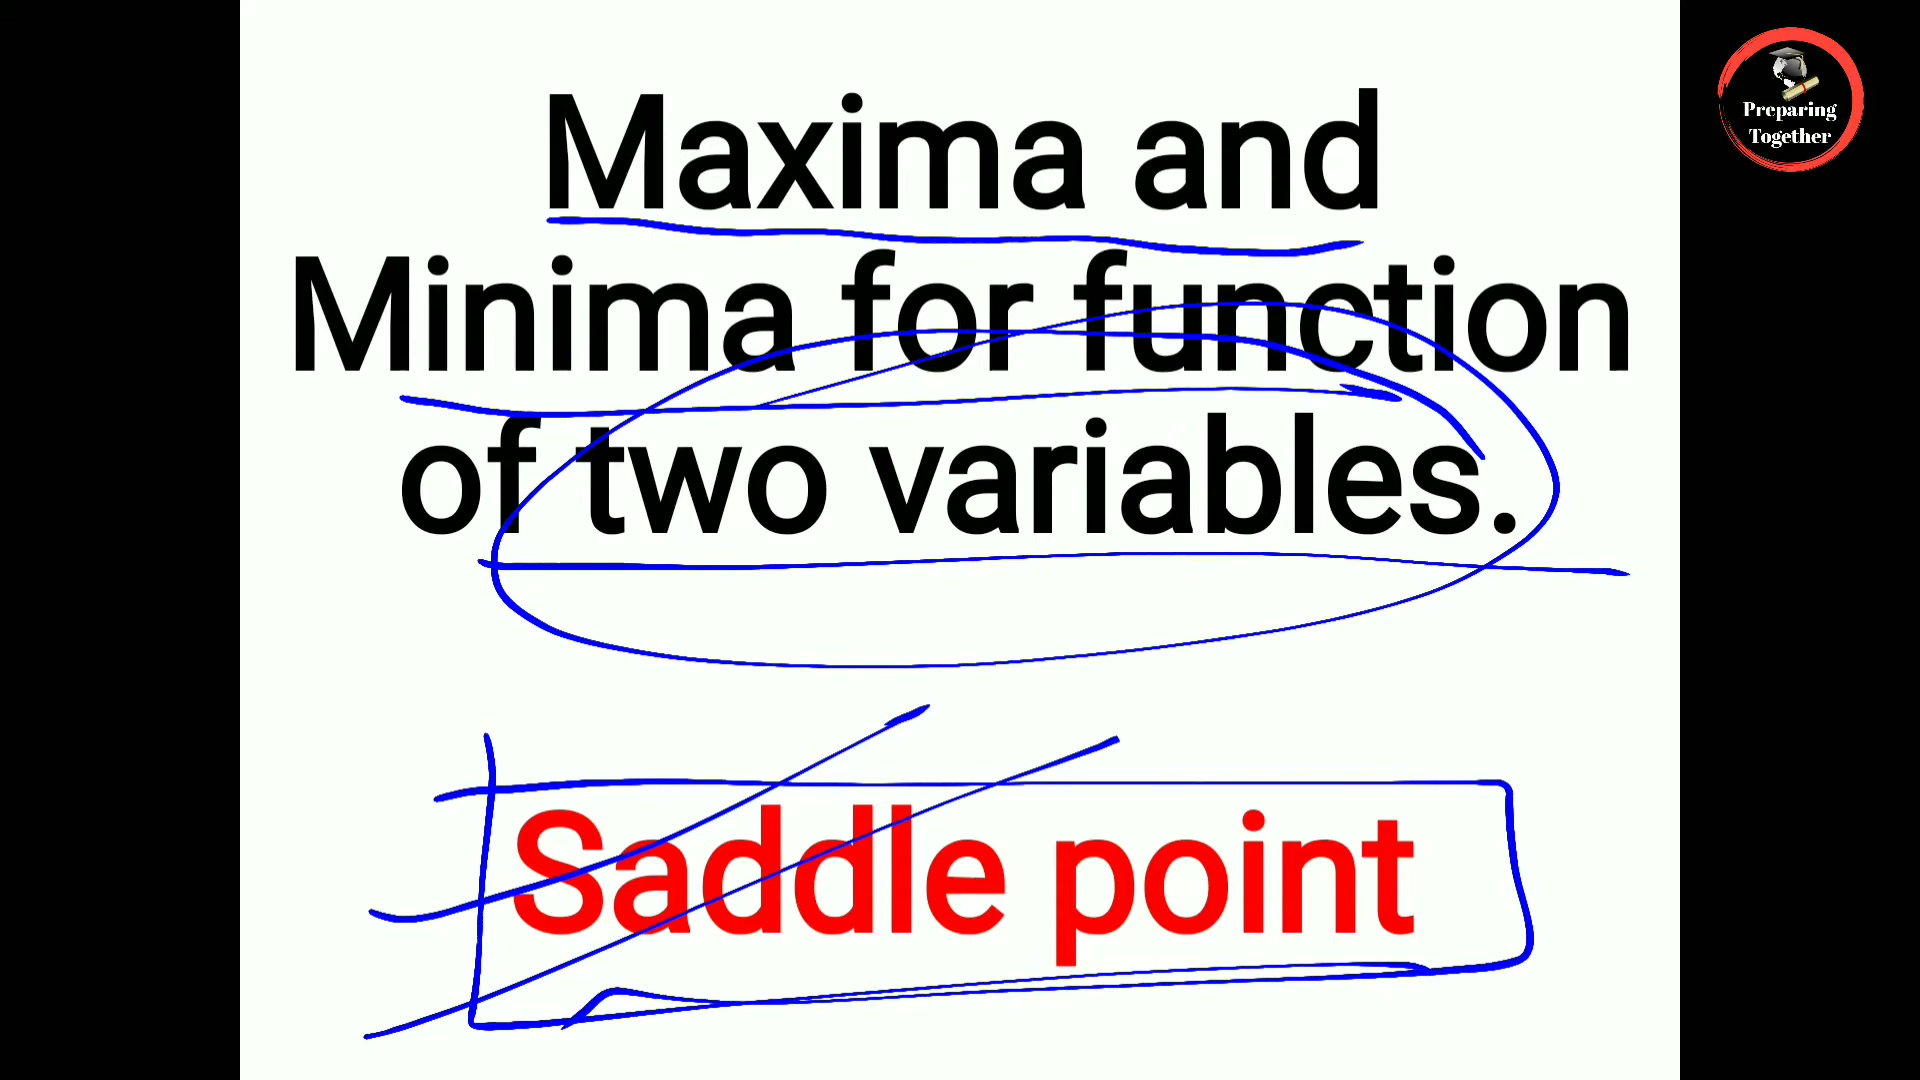 Maxima and
Minima for function
of two variables.
Saddle point
Preparing
Together